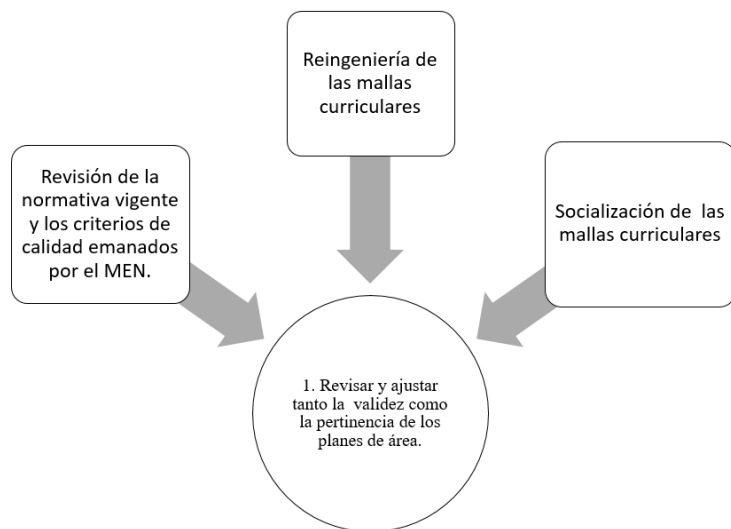 Reingeniería de
las mallas
curriculares
Revisión de la
normativa vigente
y los criterios de
calidad emanados
por el MEN.
Socialización de las
mallas curriculares
1. Revisar y ajustar
tanto la validez como
la pertinencia de los
planes de área.